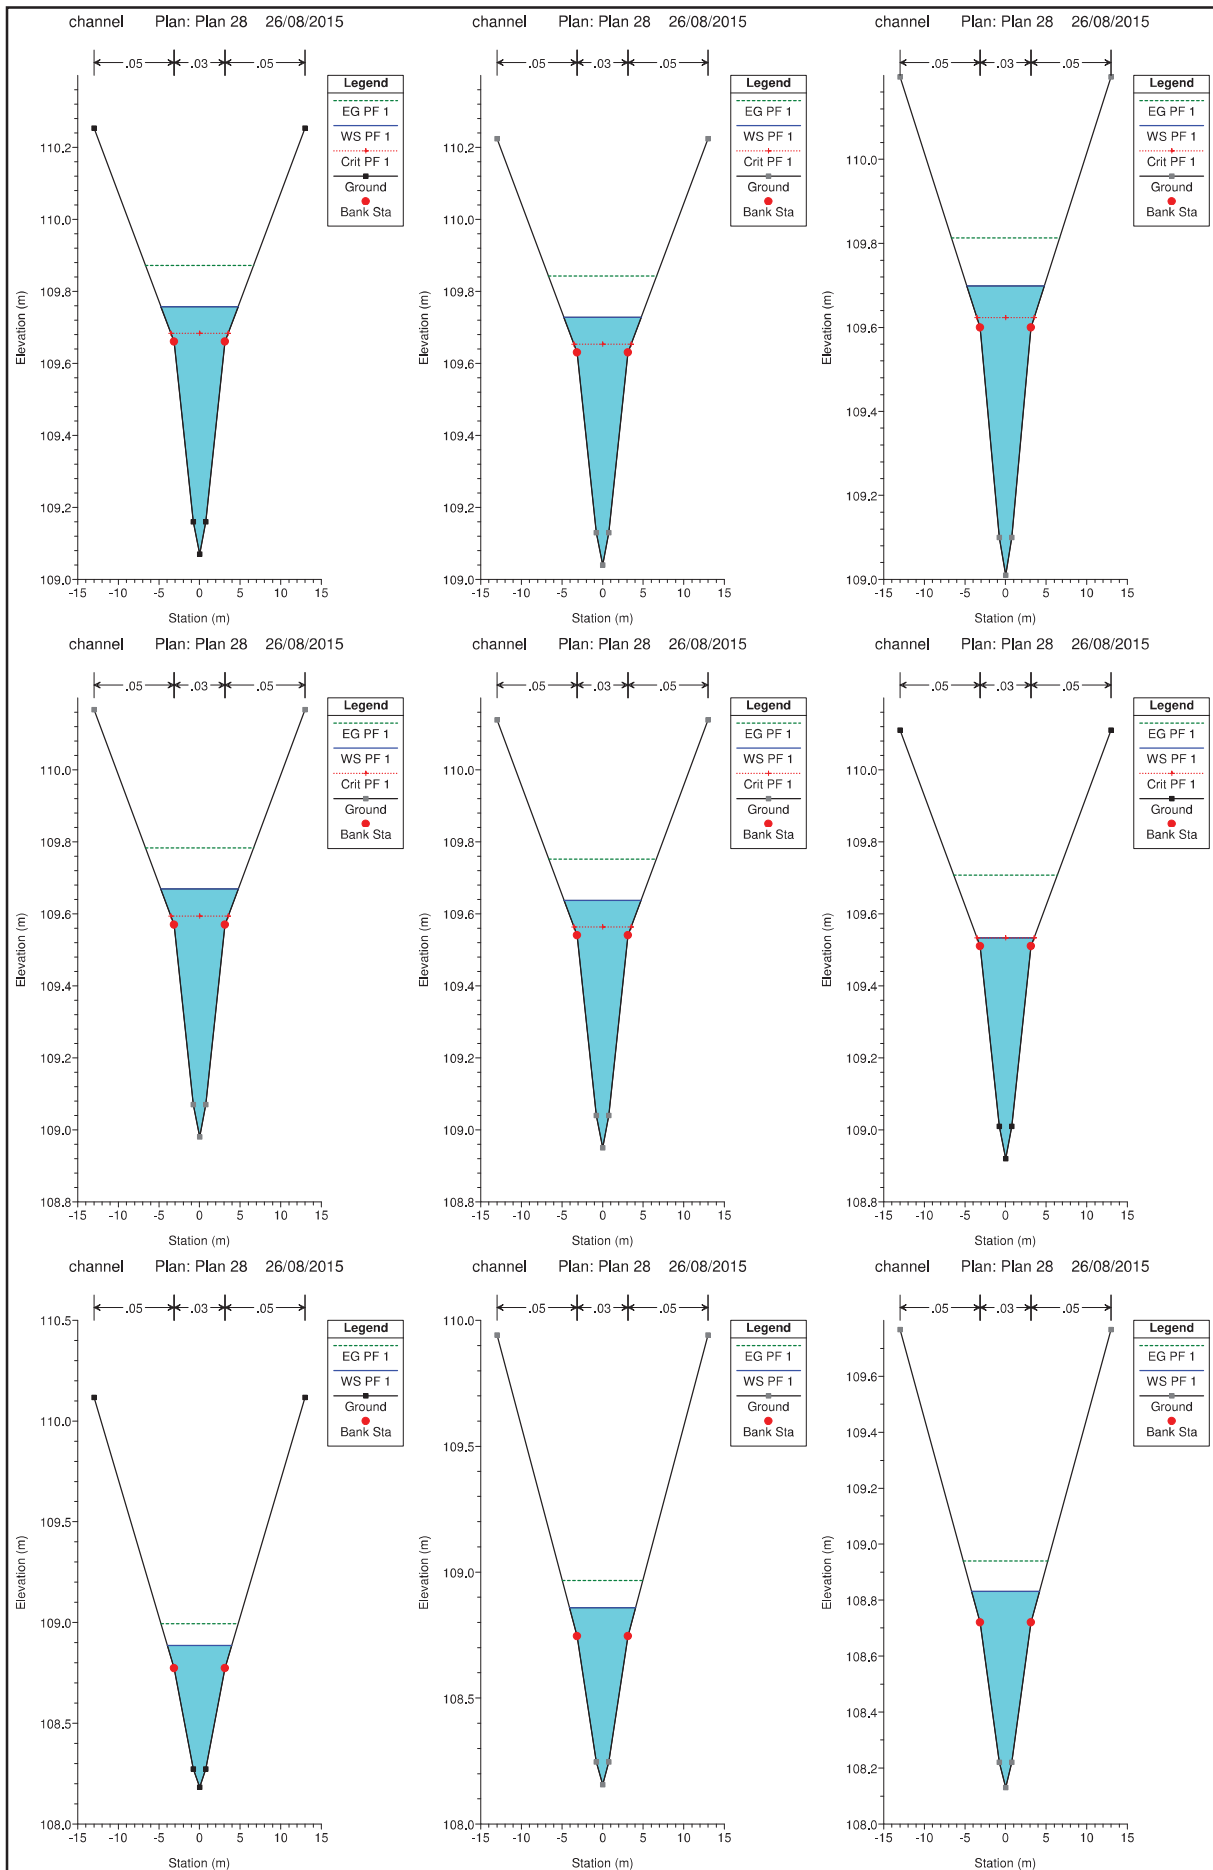 channel Plan: Plan 28 26/08/2015
.05 .03 .05
Legend
EG PF 1
WS PF 1
Crit PF 1
Ground
Bank Sta
110.2
110.0
109.8
109.6
109.4
109.2
109.0
Elevation (m)
-15 -10 -5 0 5 10 15
Station (m)
channel Plan: Plan 28 26/08/2015
.05 .03 .05
Legend
EG PF 1
WS PF 1
Crit PF 1
Ground
Bank Sta
110.2
110.0
109.8
109.6
109.4
109.2
109.0
Elevation (m)
-15 -10 -5 0 5 10 15
Station (m)
channel Plan: Plan 28 26/08/2015
.05 .03 .05
Legend
EG PF 1
WS PF 1
Crit PF 1
Ground
Bank Sta
110.0
109.8
109.6
109.4
109.2
109.0
Elevation (m)
-15 -10 -5 0 5 10 15
Station (m)
channel Plan: Plan 28 26/08/2015
.05 .03 .05
Legend
EG PF 1
WS PF 1
Crit PF 1
Ground
Bank Sta
110.0
109.8
109.6
109.4
109.2
109.0
108.8
Elevation (m)
-15 -10 -5 0 5 10 15
Station (m)
channel Plan: Plan 28 26/08/2015
.05 .03 .05
Legend
EG PF 1
WS PF 1
Crit PF 1
Ground
Bank Sta
110.0
109.8
109.6
109.4
109.2
109.0
108.8
Elevation (m)
-15 -10 -5 0 5 10 15
Station (m)
channel Plan: Plan 28 26/08/2015
.05 .03 .05
Legend
EG PF 1
WS PF 1
Crit PF 1
Ground
Bank Sta
110.0
109.8
109.6
109.4
109.2
109.0
108.8
Elevation (m)
-15 -10 -5 0 5 10 15
Station (m)
channel Plan: Plan 28 26/08/2015
.05 .03 .05
Legend
EG PF 1
WS PF 1
Ground
Bank Sta
110.5
110.0
109.5
109.0
108.5
108.0
Elevation (m)
-15 -10 -5 0 5 10 15
Station (m)
channel Plan: Plan 28 26/08/2015
.05 .03 .05
Legend
EG PF 1
WS PF 1
Ground
Bank Sta
110.0
109.5
109.0
108.5
108.0
Elevation (m)
-15 -10 -5 0 5 10 15
Station (m)
channel Plan: Plan 28 26/08/2015
.05 .03 .05
Legend
EG PF 1
WS PF 1
Ground
Bank Sta
109.6
109.4
109.2
109.0
108.8
108.6
108.4
108.2
108.0
Elevation (m)
-15 -10 -5 0 5 10 15
Station (m)